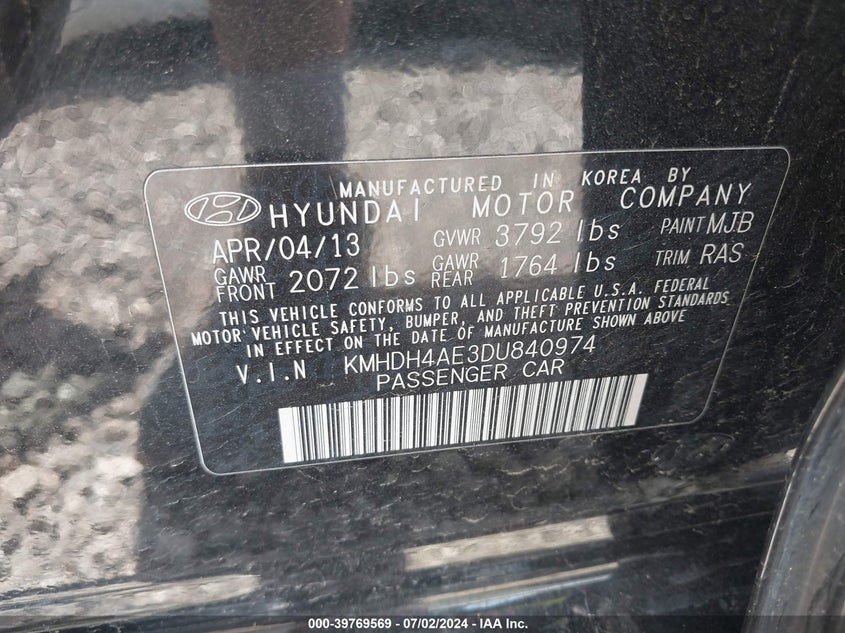 MANUFACTURED IN KOREA BY
HYUNDAI MOTOR COMPANY
APR/04/13 GVWR 3792 lbs PAINT MJB
GAWR FRONT 2072 lbs GAWR REAR 1764 lbs TRIM RAS
THIS VEHICLE CONFORMS TO ALL APPLICABLE U.S.A. FEDERAL
MOTOR VEHICLE SAFETY, BUMPER, AND THEFT PREVENTION STANDARDS
IN EFFECT ON THE DATE OF MANUFACTURE SHOWN ABOVE
V.I.N KMHDH4AE3DU840974
PASSENGER CAR
000-39769569 - 07/02/2024 - IAA Inc.